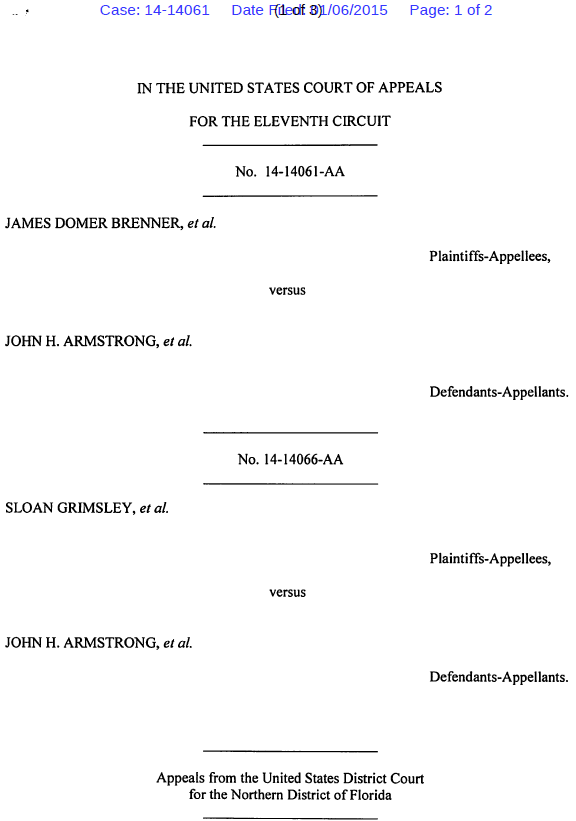 Case: 14-14061 Date Filed: 01/06/2015 Page: 1 of 2
(1 of 3)
IN THE UNITED STATES COURT OF APPEALS
FOR THE ELEVENTH CIRCUIT
No. 14-14061-AA
JAMES DOMER BRENNER, et al.
Plaintiffs-Appellees,
versus
JOHN H. ARMSTRONG, et al.
Defendants-Appellants.
No. 14-14066-AA
SLOAN GRIMSLEY, et al.
Plaintiffs-Appellees,
versus
JOHN H. ARMSTRONG, et al.
Defendants-Appellants.
Appeals from the United States District Court
for the Northern District of Florida